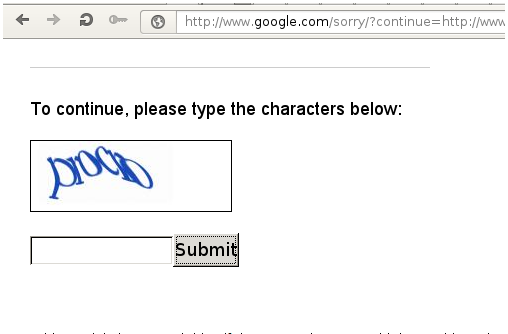 http://www.google.com/sorry/?continue=http://www
To continue, please type the characters below:
Submit